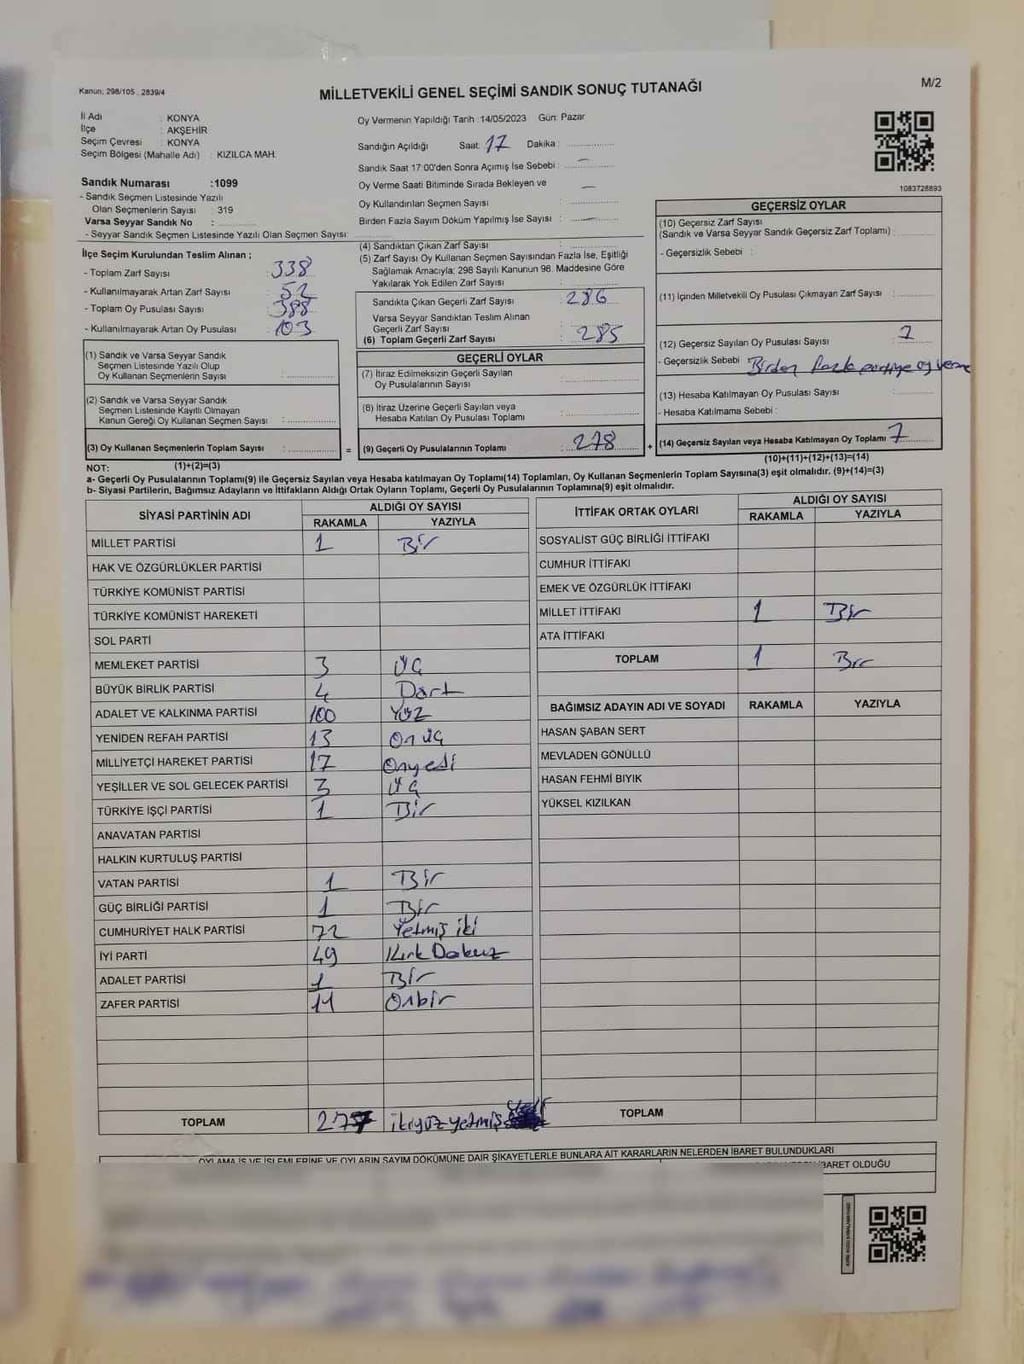 Kanun; 298/105 , 2839/4
MİLLETVEKİLİ GENEL SEÇİMİ SANDIK SONUÇ TUTANAĞI
M/2
İl Adı : KONYA
İlçe : AKŞEHİR
Seçim Çevresi : KONYA
Seçim Bölgesi (Mahalle Adı) : KIZILCA MAH.
Sandık Numarası :1099
- Sandık Seçmen Listesinde Yazılı
Olan Seçmenlerin Sayısı : 319
Varsa Seyyar Sandık No :
- Seyyar Sandık Seçmen Listesinde Yazılı Olan Seçmen Sayısı:
Oy Vermenin Yapıldığı Tarih :14/05/2023 Gün: Pazar
Sandığın Açıldığı Saat: 17 Dakika:
Sandık Saat 17:00'den Sonra Açımış İse Sebebi : —
Oy Verme Saati Bitiminde Sırada Bekleyen ve
Oy Kullandırılan Seçmen Sayısı : —
Birden Fazla Sayım Döküm Yapılmış İse Sayısı : —
1083728893
İlçe Seçim Kurulundan Teslim Alınan ;
- Toplam Zarf Sayısı : 338
- Kullanılmayarak Artan Zarf Sayısı : 52
- Toplam Oy Pusulası Sayısı : 388
- Kullanılmayarak Artan Oy Pusulası : 103
(1) Sandık ve Varsa Seyyar Sandık
Seçmen Listesinde Yazılı Olup
Oy Kullanan Seçmenlerin Sayısı :
(2) Sandık ve Varsa Seyyar Sandık
Seçmen Listesinde Kayıtlı Olmayan
Kanun Gereği Oy Kullanan Seçmen Sayısı :
(3) Oy Kullanan Seçmenlerin Toplam Sayısı :
=
(4) Sandıktan Çıkan Zarf Sayısı :
(5) Zarf Sayısı Oy Kullanan Seçmen Sayısından Fazla İse, Eşitliği
Sağlamak Amacıyla; 298 Sayılı Kanunun 98. Maddesine Göre
Yakılarak Yok Edilen Zarf Sayısı :
Sandıkta Çıkan Geçerli Zarf Sayısı : 286
Varsa Seyyar Sandıktan Teslim Alınan
Geçerli Zarf Sayısı :
(6) Toplam Geçerli Zarf Sayısı : 285
GEÇERLİ OYLAR
(7) İtiraz Edilmeksizin Geçerli Sayılan
Oy Pusulalarının Sayısı :
(8) İtiraz Üzerine Geçerli Sayılan veya
Hesaba Katılan Oy Pusulası Toplamı :
(9) Geçerli Oy Pusulalarının Toplamı : 278
+
GEÇERSİZ OYLAR
(10) Geçersiz Zarf Sayısı
(Sandık ve Varsa Seyyar Sandık Geçersiz Zarf Toplamı) :
- Geçersizlik Sebebi :
(11) İçinden Milletvekili Oy Pusulası Çıkmayan Zarf Sayısı :
(12) Geçersiz Sayılan Oy Pusulası Sayısı : 7
- Geçersizlik Sebebi : Birden fazla partiye oy verme
(13) Hesaba Katılmayan Oy Pusulası Sayısı :
- Hesaba Katılmama Sebebi :
(14) Geçersiz Sayılan veya Hesaba Katılmayan Oy Toplamı : 7
(1)+(2)=(3)
(10)+(11)+(12)+(13)=(14)
NOT:
a- Geçerli Oy Pusulalarının Toplamı(9) ile Geçersiz Sayılan veya Hesaba katılmayan Oy Toplamı(14) Toplamları, Oy Kullanan Seçmenlerin Toplam Sayısına(3) eşit olmalıdır. (9)+(14)=(3)
b- Siyasi Partilerin, Bağımsız Adayların ve İttifakların Aldığı Ortak Oyların Toplamı, Geçerli Oy Pusulalarının Toplamına(9) eşit olmalıdır.
SİYASİ PARTİNİN ADI ALDIĞI OY SAYISI
RAKAMLA YAZIYLA
MİLLET PARTİSİ 1 Bir
HAK VE ÖZGÜRLÜKLER PARTİSİ
TÜRKİYE KOMÜNİST PARTİSİ
TÜRKİYE KOMÜNİST HAREKETİ
SOL PARTİ
MEMLEKET PARTİSİ 3 üç
BÜYÜK BİRLİK PARTİSİ 4 Dört
ADALET VE KALKINMA PARTİSİ 100 Yüz
YENİDEN REFAH PARTİSİ 13 Onüç
MİLLİYETÇİ HAREKET PARTİSİ 17 Onyedi
YEŞİLLER VE SOL GELECEK PARTİSİ 3 üç
TÜRKİYE İŞÇİ PARTİSİ 1 Bir
ANAVATAN PARTİSİ
HALKIN KURTULUŞ PARTİSİ
VATAN PARTİSİ 1 Bir
GÜÇ BİRLİĞİ PARTİSİ 1 Bir
CUMHURİYET HALK PARTİSİ 72 Yetmiş iki
İYİ PARTİ 49 Kırk Dokuz
ADALET PARTİSİ 1 Bir
ZAFER PARTİSİ 11 Onbir
TOPLAM 277 ikiyüz yetmiş
İTTİFAK ORTAK OYLARI ALDIĞI OY SAYISI
RAKAMLA YAZIYLA
SOSYALİST GÜÇ BİRLİĞİ İTTİFAKI
CUMHUR İTTİFAKI
EMEK VE ÖZGÜRLÜK İTTİFAKI
MİLLET İTTİFAKI 1 Bir
ATA İTTİFAKI
TOPLAM 1 Bir
BAĞIMSIZ ADAYIN ADI VE SOYADI RAKAMLA YAZIYLA
HASAN ŞABAN SERT
MEVLADEN GÖNÜLLÜ
HASAN FEHMİ BIYIK
YÜKSEL KIZILKAN
TOPLAM
OYLAMA İŞ VE İŞLEMLERİNE VE OYLARIN SAYIM DÖKÜMÜNE DAİR ŞİKAYETLERLE BUNLARA AİT KARARLARIN NELERDEN İBARET BULUNDUKLARI
İBARET OLDUĞU